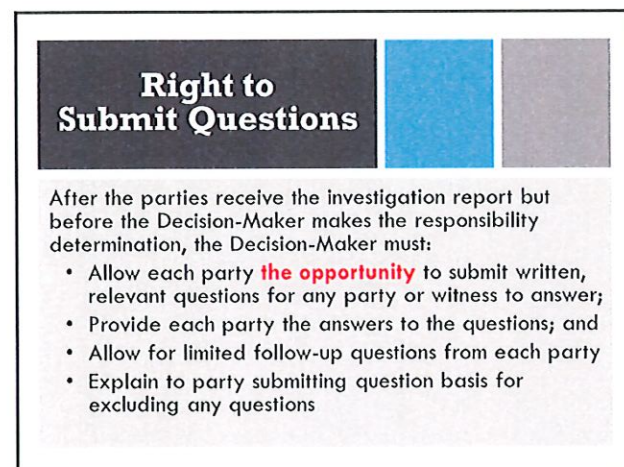 Right to
Submit Questions
After the parties receive the investigation report but
before the Decision-Maker makes the responsibility
determination, the Decision-Maker must:
• Allow each party the opportunity to submit written,
relevant questions for any party or witness to answer;
• Provide each party the answers to the questions; and
• Allow for limited follow-up questions from each party
• Explain to party submitting question basis for
excluding any questions